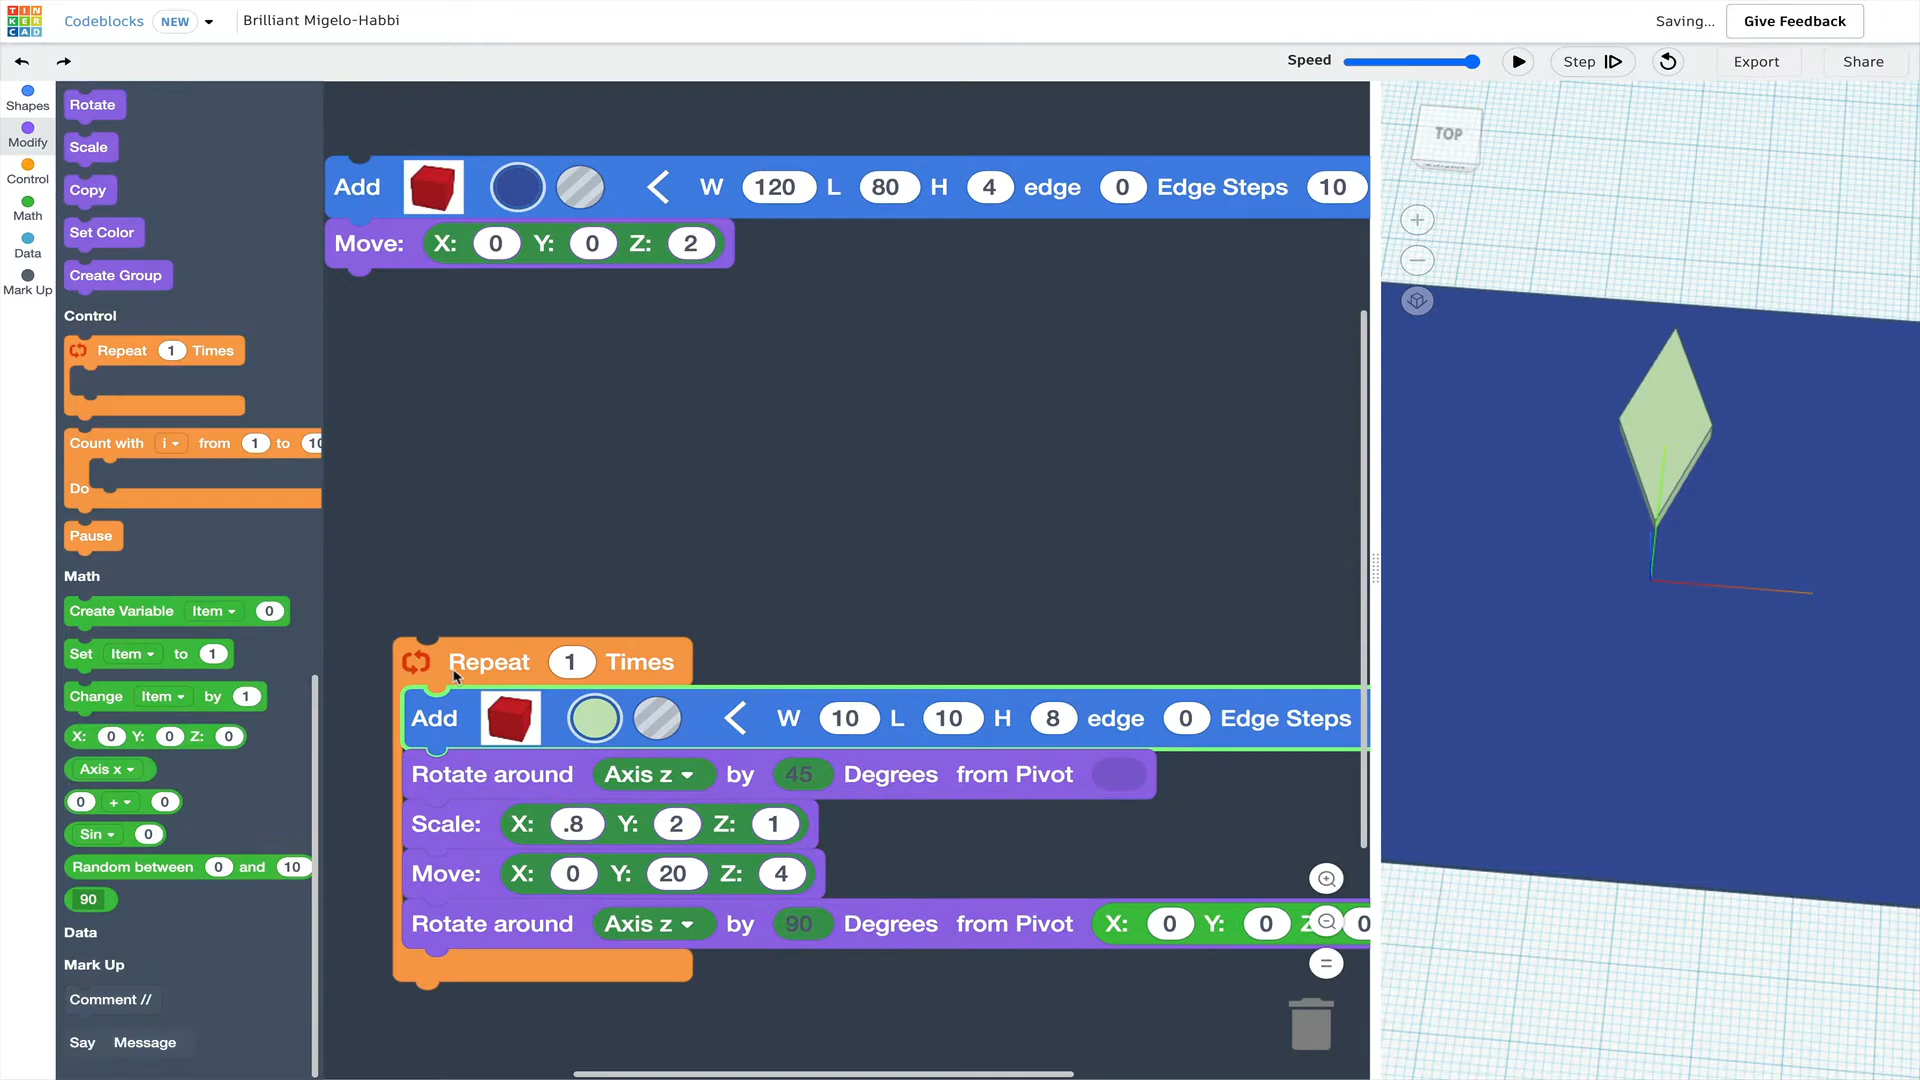 TIN
KER
CAD
Codeblocks NEW
Brilliant Migelo-Habbi
Saving...
Give Feedback
Speed
Step
Export
Share
Shapes
Modify
Control
Math
Data
Mark Up
Rotate
Scale
Copy
Set Color
Create Group
Control
Repeat 1 Times
Count with i from 1 to 10
Do
Pause
Math
Create Variable Item 0
Set Item to 1
Change Item by 1
X: 0 Y: 0 Z: 0
Axis x
0 + 0
Sin 0
Random between 0 and 10
90
Data
Mark Up
Comment //
Say Message
Add W 120 L 80 H 4 edge 0 Edge Steps 10
Move: X: 0 Y: 0 Z: 2
Repeat 1 Times
Add W 10 L 10 H 8 edge 0 Edge Steps
Rotate around Axis z by 45 Degrees from Pivot
Scale: X: .8 Y: 2 Z: 1
Move: X: 0 Y: 20 Z: 4
Rotate around Axis z by 90 Degrees from Pivot X: 0 Y: 0 Z 0
TOP